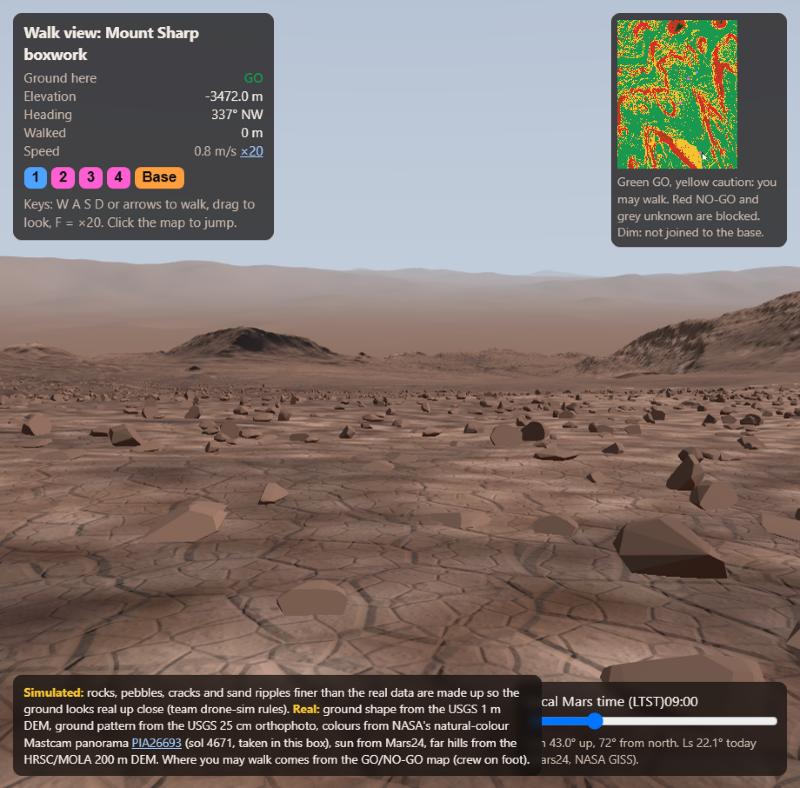 Walk view: Mount Sharp
boxwork
Ground here GO
Elevation -3472.0 m
Heading 337° NW
Walked 0 m
Speed 0.8 m/s ×20
1 2 3 4 Base
Keys: W A S D or arrows to walk, drag to
look, F = ×20. Click the map to jump.
Green GO, yellow caution: you
may walk. Red NO-GO and
grey unknown are blocked.
Dim: not joined to the base.
Simulated: rocks, pebbles, cracks and sand ripples finer than the real data are made up so the
ground looks real up close (team drone-sim rules). Real: ground shape from the USGS 1 m
DEM, ground pattern from the USGS 25 cm orthophoto, colours from NASA's natural-colour
Mastcam panorama PIA26693 (sol 4671, taken in this box), sun from Mars24, far hills from the
HRSC/MOLA 200 m DEM. Where you may walk comes from the GO/NO-GO map (crew on foot).
Mars time (LTST) 09:00
43.0° up, 72° from north. Ls 22.1° today
NASA GISS).